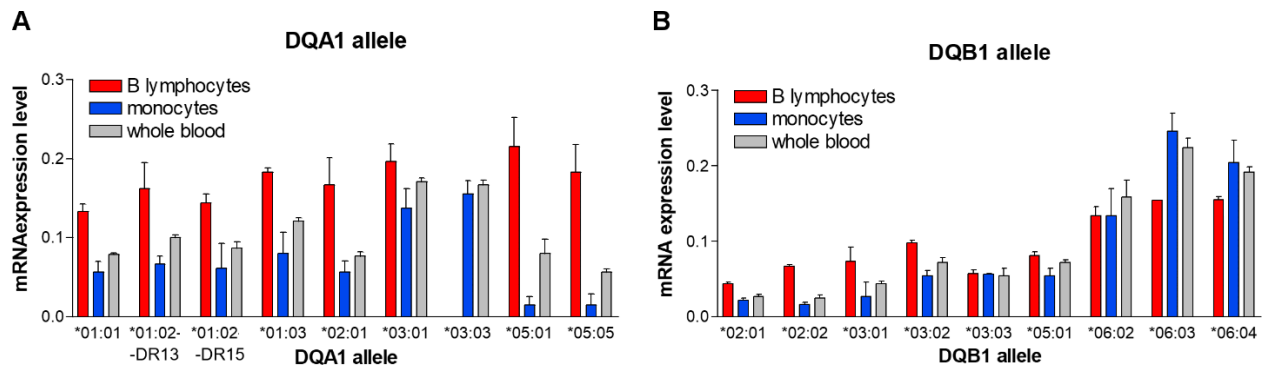 A
DQA1 allele
mRNAexpression level
0.3
0.2
0.1
0.0
B lymphocytes
monocytes
whole blood
*01:01 *01:02- *01:02- *01:03 *02:01 *03:01 *03:03 *05:01 *05:05
-DR13 -DR15
DQA1 allele
B
DQB1 allele
mRNA expression level
0.3
0.2
0.1
0.0
B lymphocytes
monocytes
whole blood
*02:01 *02:02 *03:01 *03:02 *03:03 *05:01 *06:02 *06:03 *06:04
DQB1 allele